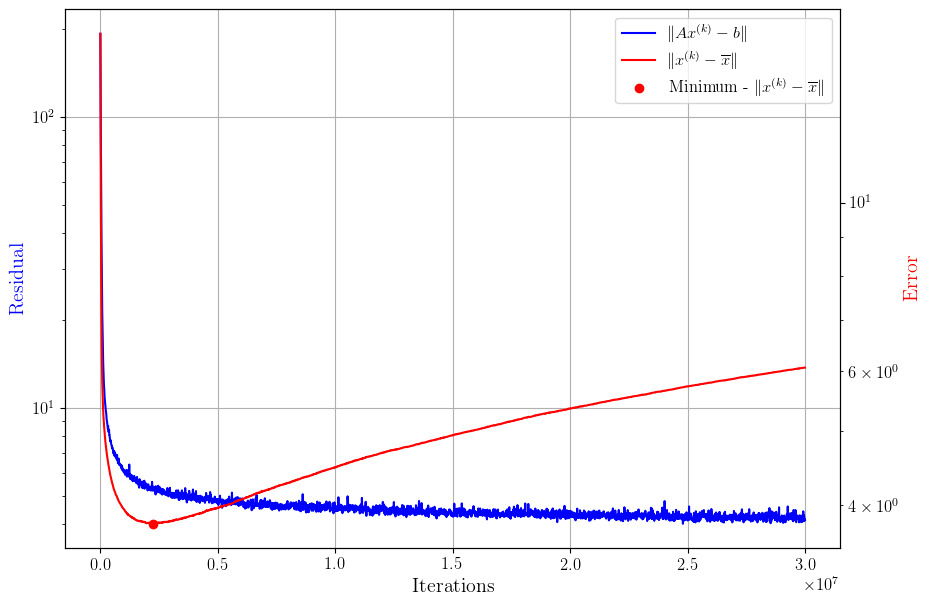 ‖Ax^(k) − b‖
‖x^(k) − x̅‖
Minimum - ‖x^(k) − x̅‖
10^2
10^1
10^1
6 × 10^0
4 × 10^0
Residual
Error
0.0 0.5 1.0 1.5 2.0 2.5 3.0
×10^7
Iterations